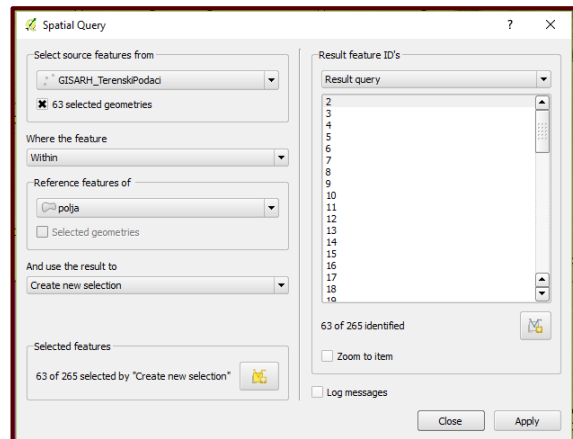 Spatial Query
Select source features from
GISARH_TerenskiPodaci
63 selected geometries
Where the feature
Within
Reference features of
polja
Selected geometries
And use the result to
Create new selection
Selected features
63 of 265 selected by "Create new selection"
Result feature ID's
Result query
2
3
4
5
6
7
8
9
10
11
12
13
14
15
16
17
18
19
63 of 265 identified
Zoom to item
Log messages
Close
Apply